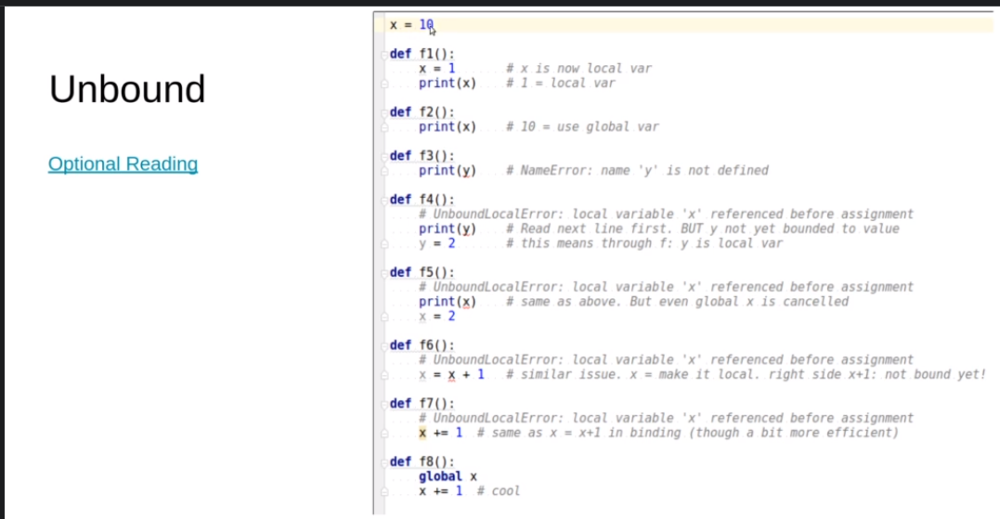 Unbound
Optional Reading
x = 10
def f1():
    x = 1       # x is now local var
    print(x)    # 1 = local var
def f2():
    print(x)    # 10 = use global var
def f3():
    print(y)    # NameError: name 'y' is not defined
def f4():
    # UnboundLocalError: local variable 'x' referenced before assignment
    print(y)    # Read next line first. BUT y not yet bounded to value
    y = 2       # this means through f: y is local var
def f5():
    # UnboundLocalError: local variable 'x' referenced before assignment
    print(x)    # same as above. But even global x is cancelled
    x = 2
def f6():
    # UnboundLocalError: local variable 'x' referenced before assignment
    x = x + 1   # similar issue. x = make it local. right side x+1: not bound yet!
def f7():
    # UnboundLocalError: local variable 'x' referenced before assignment
    x += 1  # same as x = x+1 in binding (though a bit more efficient)
def f8():
    global x
    x += 1  # cool